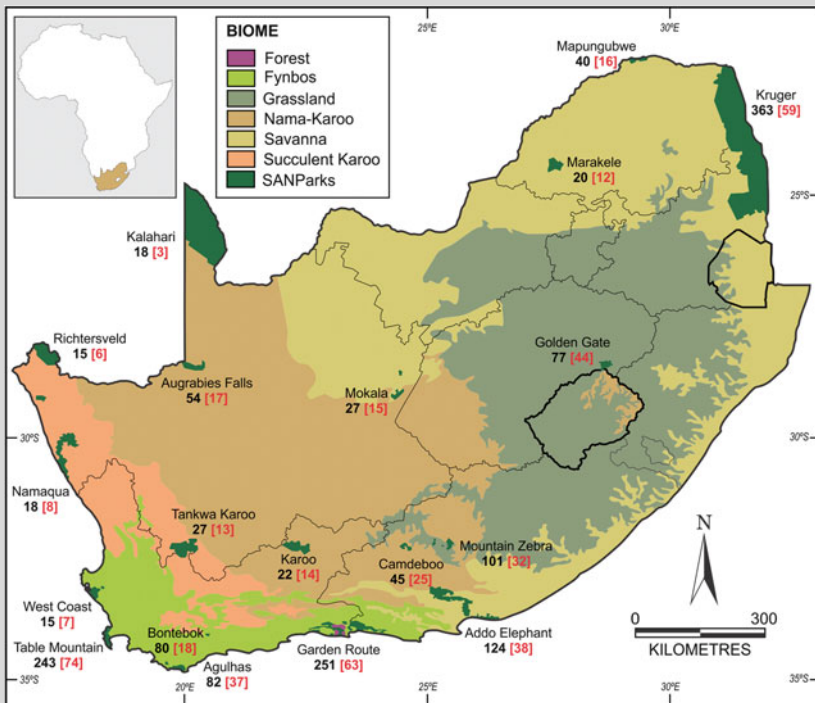 BIOME
Forest
Fynbos
Grassland
Nama-Karoo
Savanna
Succulent Karoo
SANParks
25°E
30°E
Mapungubwe
40 [16]
Kruger
363 [59]
Marakele
20 [12]
25°S
Kalahari
18 [3]
Richtersveld
15 [6]
Augrabies Falls
54 [17]
Mokala
27 [15]
Golden Gate
77 [44]
30°S
30°S
Namaqua
18 [8]
Tankwa Karoo
27 [13]
Karoo
22 [14]
Camdeboo
45 [25]
Mountain Zebra
101 [32]
N
West Coast
15 [7]
Table Mountain
243 [74]
Bontebok
80 [18]
Agulhas
82 [37]
Garden Route
251 [63]
Addo Elephant
124 [38]
0
300
KILOMETRES
35°S
35°S
20°E
25°E
30°E